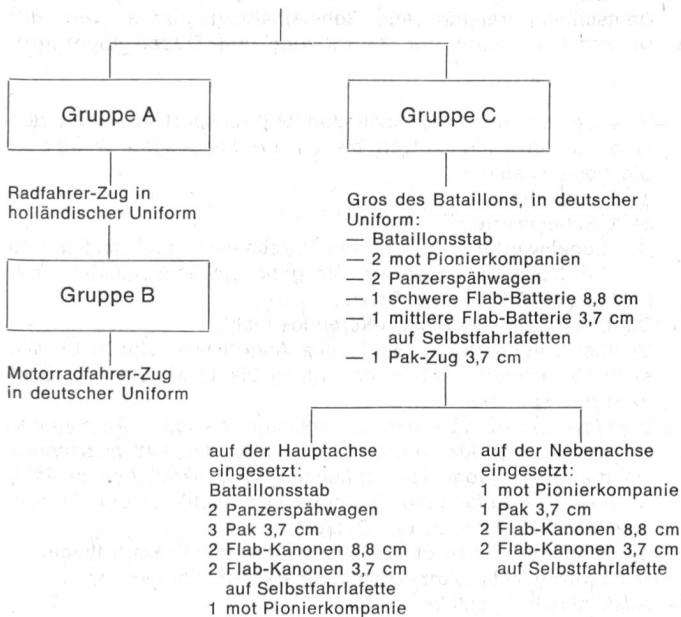 Gruppe A
Radfahrer-Zug in
holländischer Uniform
Gruppe B
Motorradfahrer-Zug
in deutscher Uniform
Gruppe C
Gros des Bataillons, in deutscher
Uniform:
— Bataillonsstab
— 2 mot Pionierkompanien
— 2 Panzerspähwagen
— 1 schwere Flab-Batterie 8,8 cm
— 1 mittlere Flab-Batterie 3,7 cm
auf Selbstfahrlafetten
— 1 Pak-Zug 3,7 cm
auf der Hauptachse
eingesetzt:
Bataillonsstab
2 Panzerspähwagen
3 Pak 3,7 cm
2 Flab-Kanonen 8,8 cm
2 Flab-Kanonen 3,7 cm
auf Selbstfahrlafette
1 mot Pionierkompanie
auf der Nebenachse
eingesetzt:
1 mot Pionierkompanie
1 Pak 3,7 cm
2 Flab-Kanonen 8,8 cm
2 Flab-Kanonen 3,7 cm
auf Selbstfahrlafette